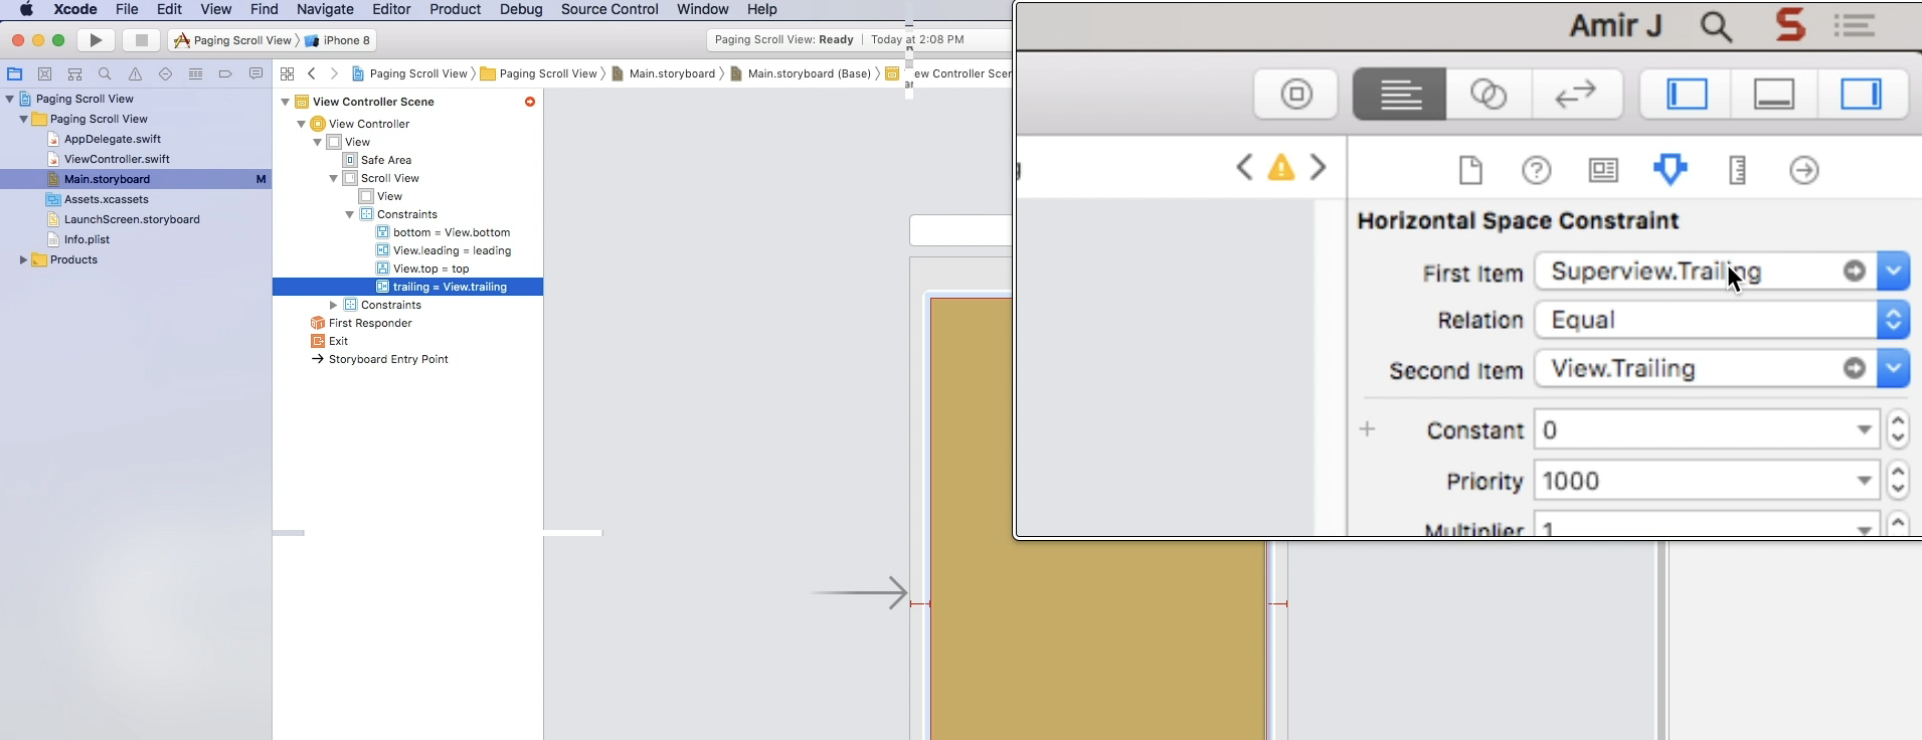 Xcode File Edit View Find Navigate Editor Product Debug Source Control Window Help
Paging Scroll View iPhone 8
Paging Scroll View: Ready | Today at 2:08 PM
Paging Scroll View Paging Scroll View Main.storyboard Main.storyboard (Base) ew Controller Scer
Paging Scroll View
Paging Scroll View
AppDelegate.swift
ViewController.swift
Main.storyboard M
Assets.xcassets
LaunchScreen.storyboard
Info.plist
Products
View Controller Scene
View Controller
View
Safe Area
Scroll View
View
Constraints
bottom = View.bottom
View.leading = leading
View.top = top
trailing = View.trailing
Constraints
First Responder
Exit
Storyboard Entry Point
Amir J
Horizontal Space Constraint
First Item Superview.Trailing
Relation Equal
Second Item View.Trailing
Constant 0
Priority 1000
Multiplier 1